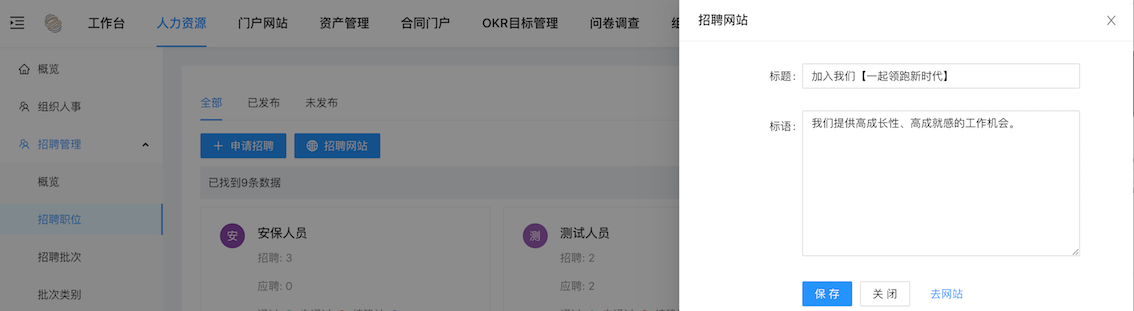 工作台 人力资源 门户网站 资产管理 合同门户 OKR目标管理 问卷调查
概览
组织人事
招聘管理
概览
招聘职位
招聘批次
批次类别
全部 已发布 未发布
申请招聘 招聘网站
已找到9条数据
安 安保人员
招聘: 3
应聘: 0
测 测试人员
招聘: 2
应聘: 2
招聘网站
标题: 加入我们【一起领跑新时代】
标语: 我们提供高成长性、高成就感的工作机会。
保 存 关 闭 去网站